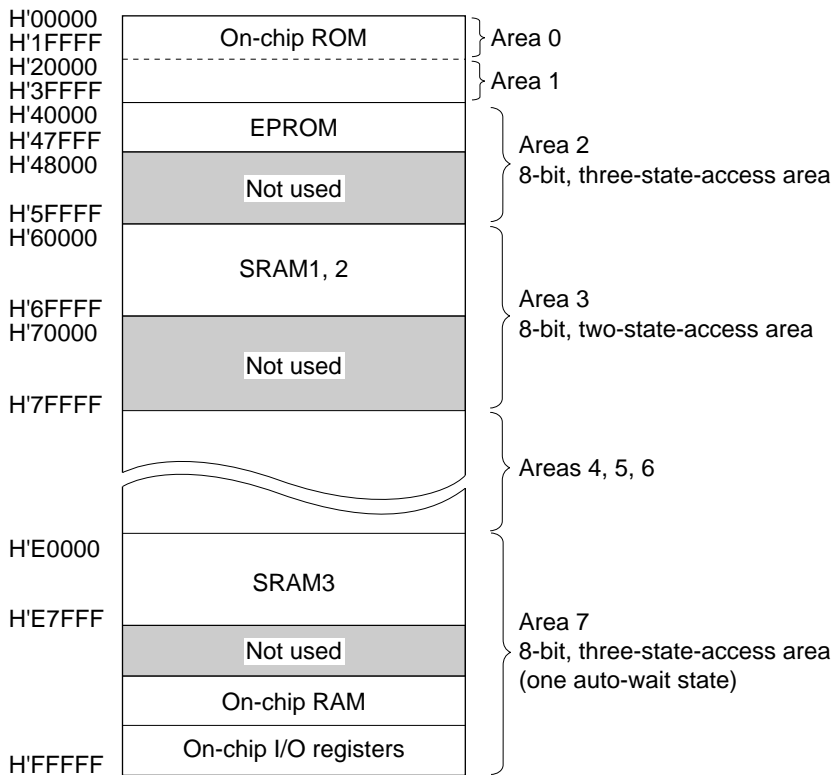 H'00000
On-chip ROM
Area 0
H'1FFFF
H'20000
Area 1
H'3FFFF
H'40000
EPROM
H'47FFF
Area 2
8-bit, three-state-access area
H'48000
Not used
H'5FFFF
H'60000
SRAM1, 2
H'6FFFF
Area 3
8-bit, two-state-access area
H'70000
Not used
H'7FFFF
Areas 4, 5, 6
H'E0000
SRAM3
H'E7FFF
Area 7
8-bit, three-state-access area
(one auto-wait state)
Not used
On-chip RAM
On-chip I/O registers
H'FFFFF